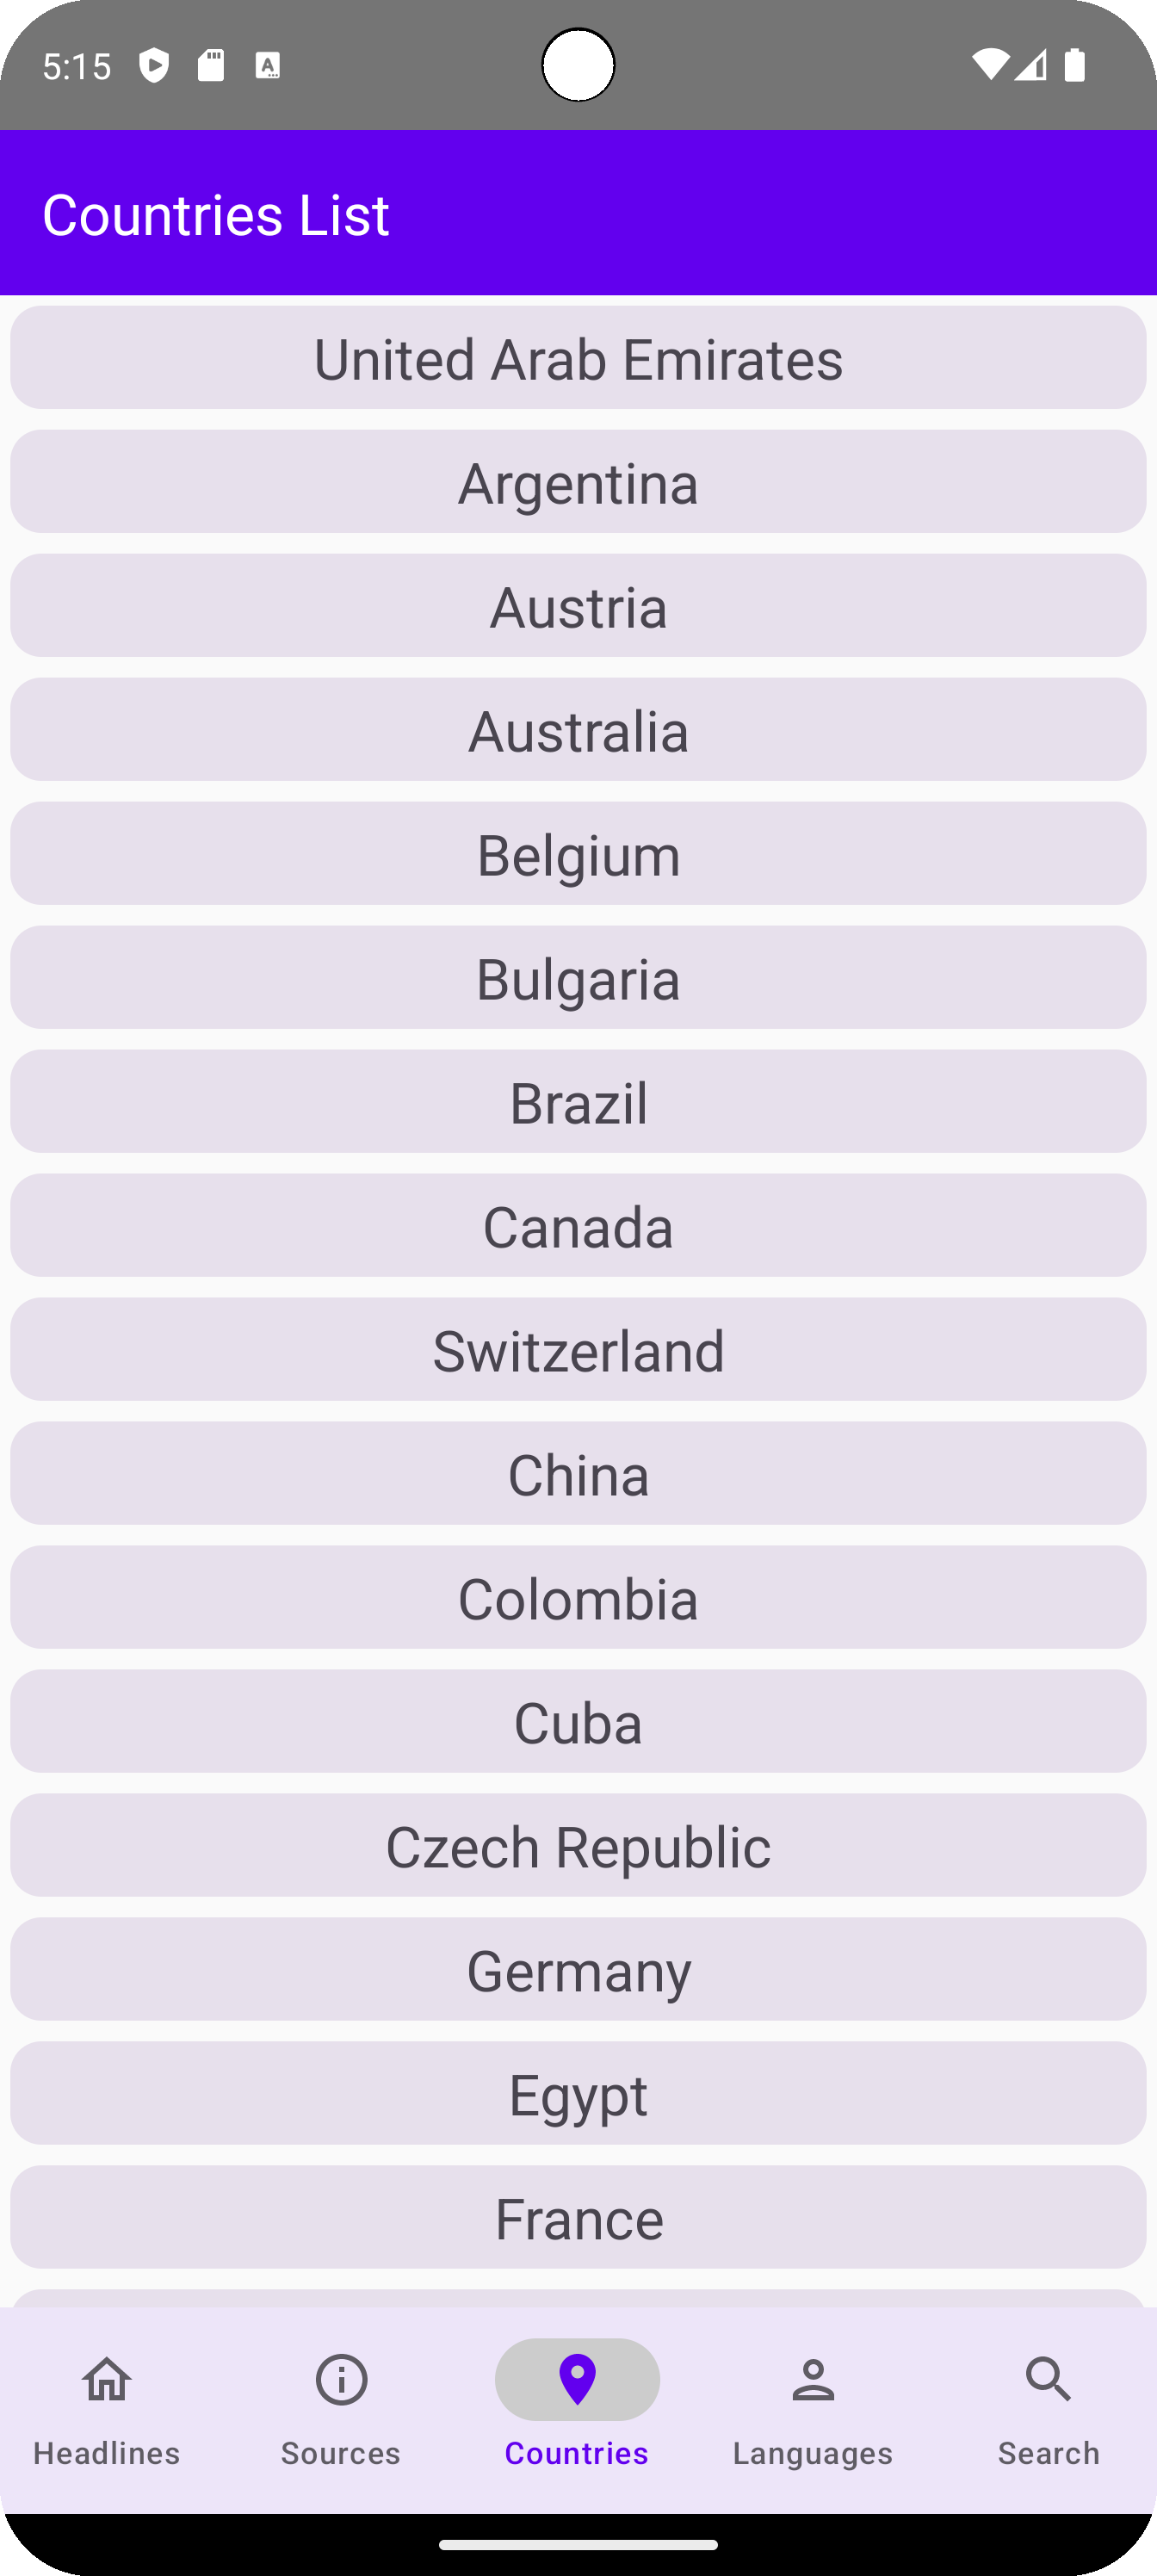 5:15
Countries List
United Arab Emirates
Argentina
Austria
Australia
Belgium
Bulgaria
Brazil
Canada
Switzerland
China
Colombia
Cuba
Czech Republic
Germany
Egypt
France
Headlines
Sources
Countries
Languages
Search